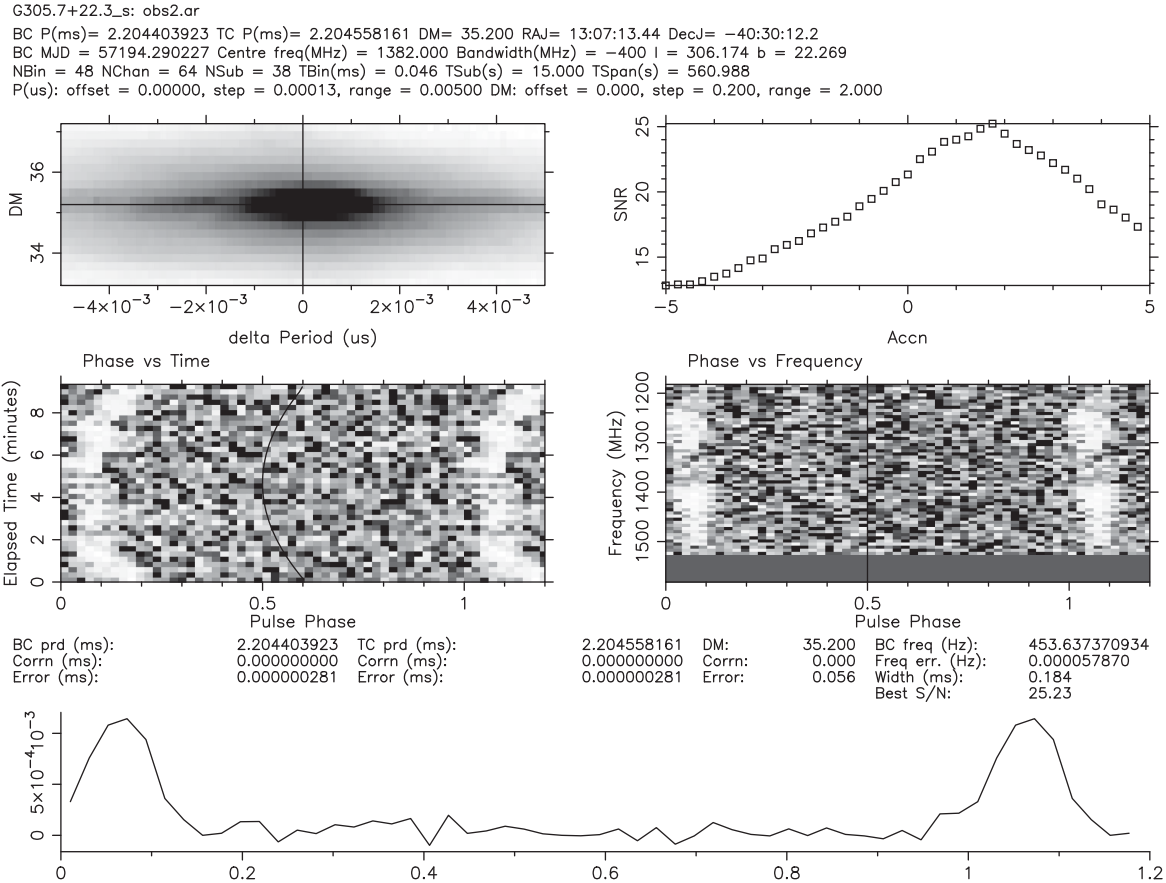 G305.7+22.3_s: obs2.ar
BC P(ms)= 2.204403923 TC P(ms)= 2.204558161 DM= 35.200 RAJ= 13:07:13.44 DecJ= −40:30:12.2
BC MJD = 57194.290227 Centre freq(MHz) = 1382.000 Bandwidth(MHz) = −400 l = 306.174 b = 22.269
NBin = 48 NChan = 64 NSub = 38 TBin(ms) = 0.046 TSub(s) = 15.000 TSpan(s) = 560.988
P(us): offset = 0.00000, step = 0.00013, range = 0.00500 DM: offset = 0.000, step = 0.200, range = 2.000
DM
36
34
−4×10⁻³ −2×10⁻³ 0 2×10⁻³ 4×10⁻³
delta Period (us)
SNR
25
20
15
−5 0 5
Accn
Phase vs Time
Elapsed Time (minutes)
8
6
4
2
0
0 0.5 1
Pulse Phase
Phase vs Frequency
Frequency (MHz)
1200
1300
1400
1500
0 0.5 1
Pulse Phase
BC prd (ms): 2.204403923 TC prd (ms): 2.204558161 DM: 35.200 BC freq (Hz): 453.637370934
Corrn (ms): 0.000000000 Corrn (ms): 0.000000000 Corrn: 0.000 Freq err. (Hz): 0.000057870
Error (ms): 0.000000281 Error (ms): 0.000000281 Error: 0.056 Width (ms): 0.184
Best S/N: 25.23
10⁻³
5×10⁻⁴
0
0 0.2 0.4 0.6 0.8 1 1.2